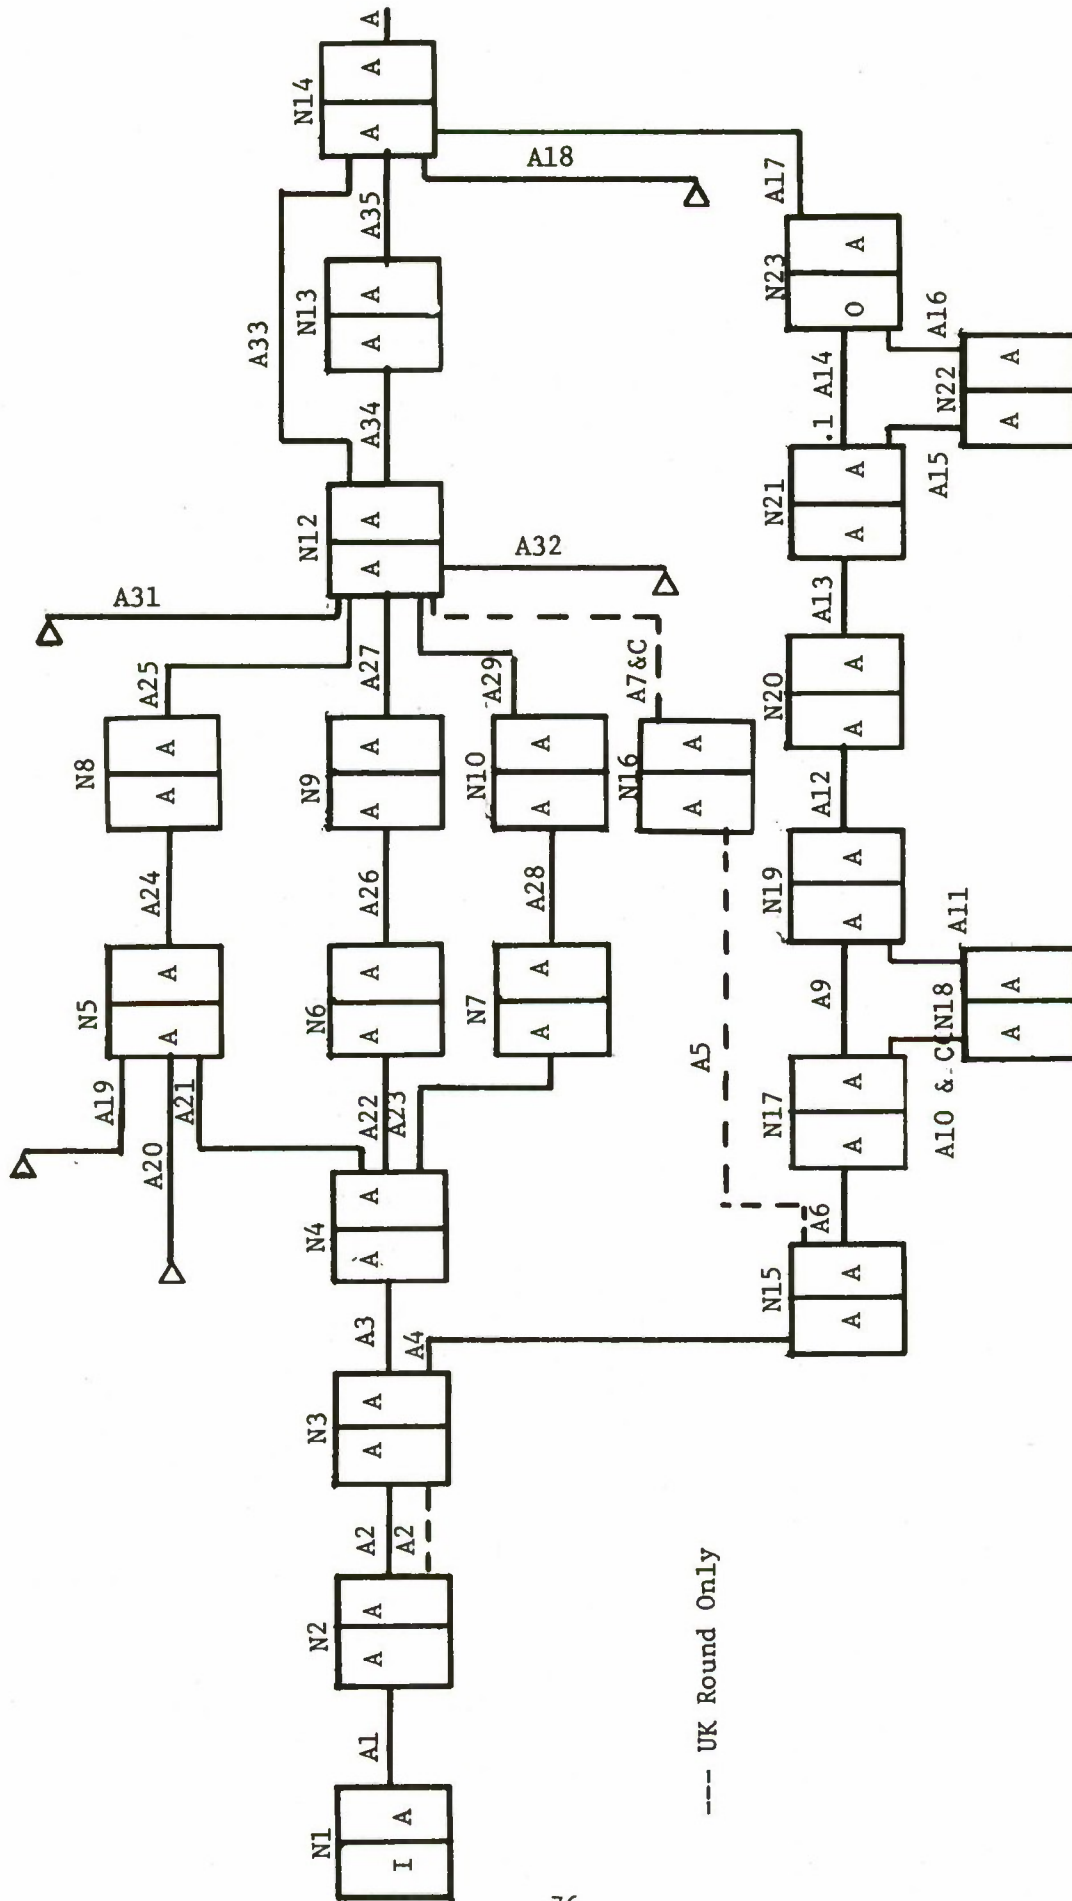 N1
I A
A1
N2
A A
A2
A2
N3
A A
A3
A4
N4
A A
A19
A20
A21
A22
A23
N5
A A
A24
N8
A A
A25
A31
N6
A A
A26
N9
A A
A27
N7
A A
A28
N10
A A
A29
A5
N16
A A
A7&C
N12
A A
A32
A33
A34
N13
A A
A35
N14
A A
A
A18
A17
N15
A A
A6
N17
A A
A9
A10 & C
N18
A A
A11
N19
A A
A12
N20
A A
A13
N21
A A
.1 A14
A15
N22
A A
A16
N23
O A
--- UK Round Only